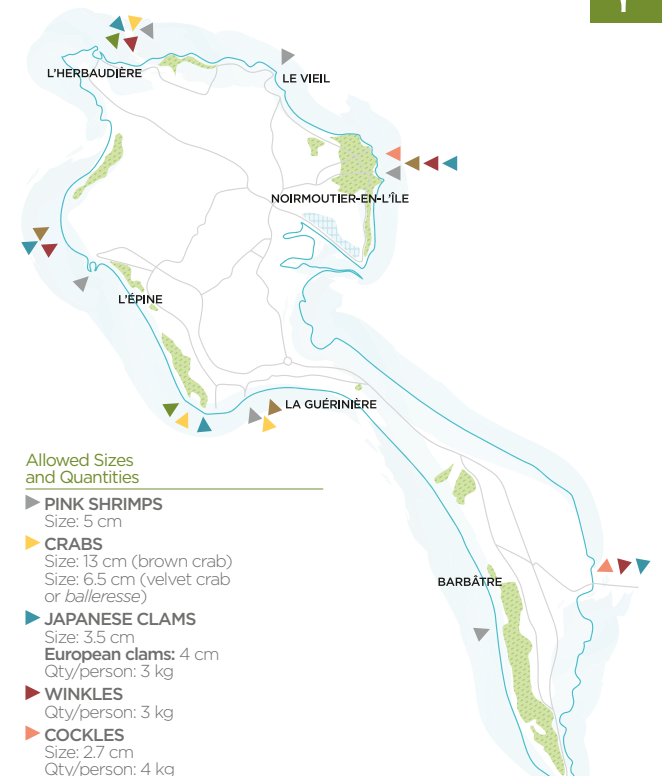 L'HERBAUDIÈRE
LE VIEIL
NOIRMOUTIER-EN-L'ÎLE
L'ÉPINE
LA GUÉRINIÈRE
BARBÂTRE
Allowed Sizes
and Quantities
PINK SHRIMPS
Size: 5 cm
CRABS
Size: 13 cm (brown crab)
Size: 6.5 cm (velvet crab
or balleresse)
JAPANESE CLAMS
Size: 3.5 cm
European clams: 4 cm
Qty/person: 3 kg
WINKLES
Qty/person: 3 kg
COCKLES
Size: 2.7 cm
Qty/person: 4 kg